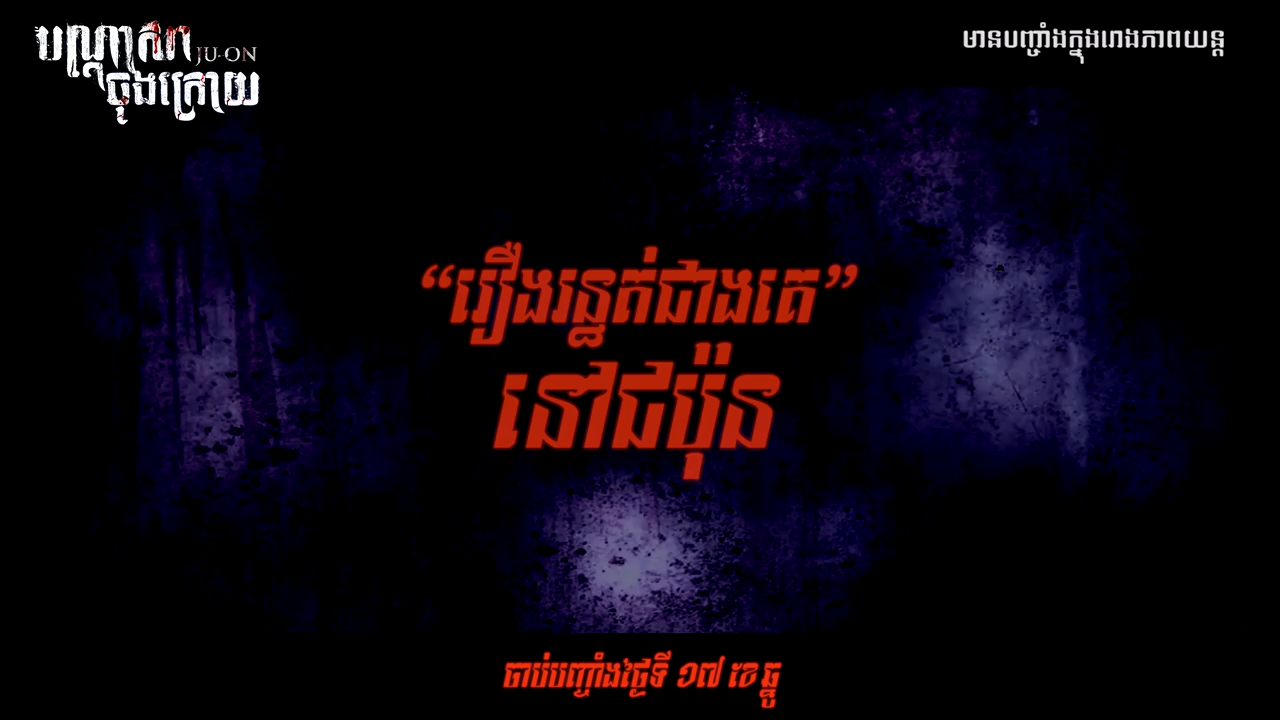 បណ្តាសា JU-ON
ចុងក្រោយ
មានបញ្ចាំងក្នុងរោងភាពយន្ត
“រឿងរន្ធត់ជាងគេ”
នៅជប៉ុន
ចាប់បញ្ចាំងថ្ងៃទី ១៧ ខែ ធ្នូ